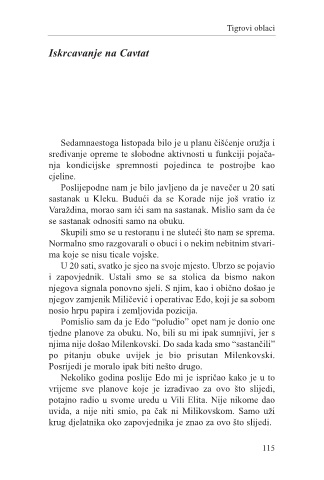 Tigrovi oblaci
Iskrcavanje na Cavtat
Sedamnaestoga listopada bilo je u planu čišćenje oružja i
sređivanje opreme te slobodne aktivnosti u funkciji pojača-
nja kondicijske spremnosti pojedinca te postrojbe kao
cjeline.
Poslijepodne nam je bilo javljeno da je navečer u 20 sati
sastanak u Kleku. Budući da se Korade nije još vratio iz
Varaždina, morao sam ići sam na sastanak. Mislio sam da će
se sastanak odnositi samo na obuku.
Skupili smo se u restoranu i ne sluteći što nam se sprema.
Normalno smo razgovarali o obuci i o nekim nebitnim stvari-
ma koje se nisu ticale vojske.
U 20 sati, svatko je sjeo na svoje mjesto. Ubrzo se pojavio
i zapovjednik. Ustali smo se sa stolica da bismo nakon
njegova signala ponovno sjeli. S njim, kao i obično došao je
njegov zamjenik Miličević i operativac Edo, koji je sa sobom
nosio hrpu papira i zemljovida pozicija.
Pomislio sam da je Edo “poludio” opet nam je donio one
tjedne planove za obuku. No, bili su mi ipak sumnjivi, jer s
njima nije došao Milenkovski. Do sada kada smo “sastančili”
po pitanju obuke uvijek je bio prisutan Milenkovski.
Posrijedi je moralo ipak biti nešto drugo.
Nekoliko godina poslije Edo mi je ispričao kako je u to
vrijeme sve planove koje je izrađivao za ovo što slijedi,
potajno radio u svome uredu u Vili Elita. Nije nikome dao
uvida, a nije niti smio, pa čak ni Milikovskom. Samo uži
krug djelatnika oko zapovjednika je znao za ovo što slijedi.
115